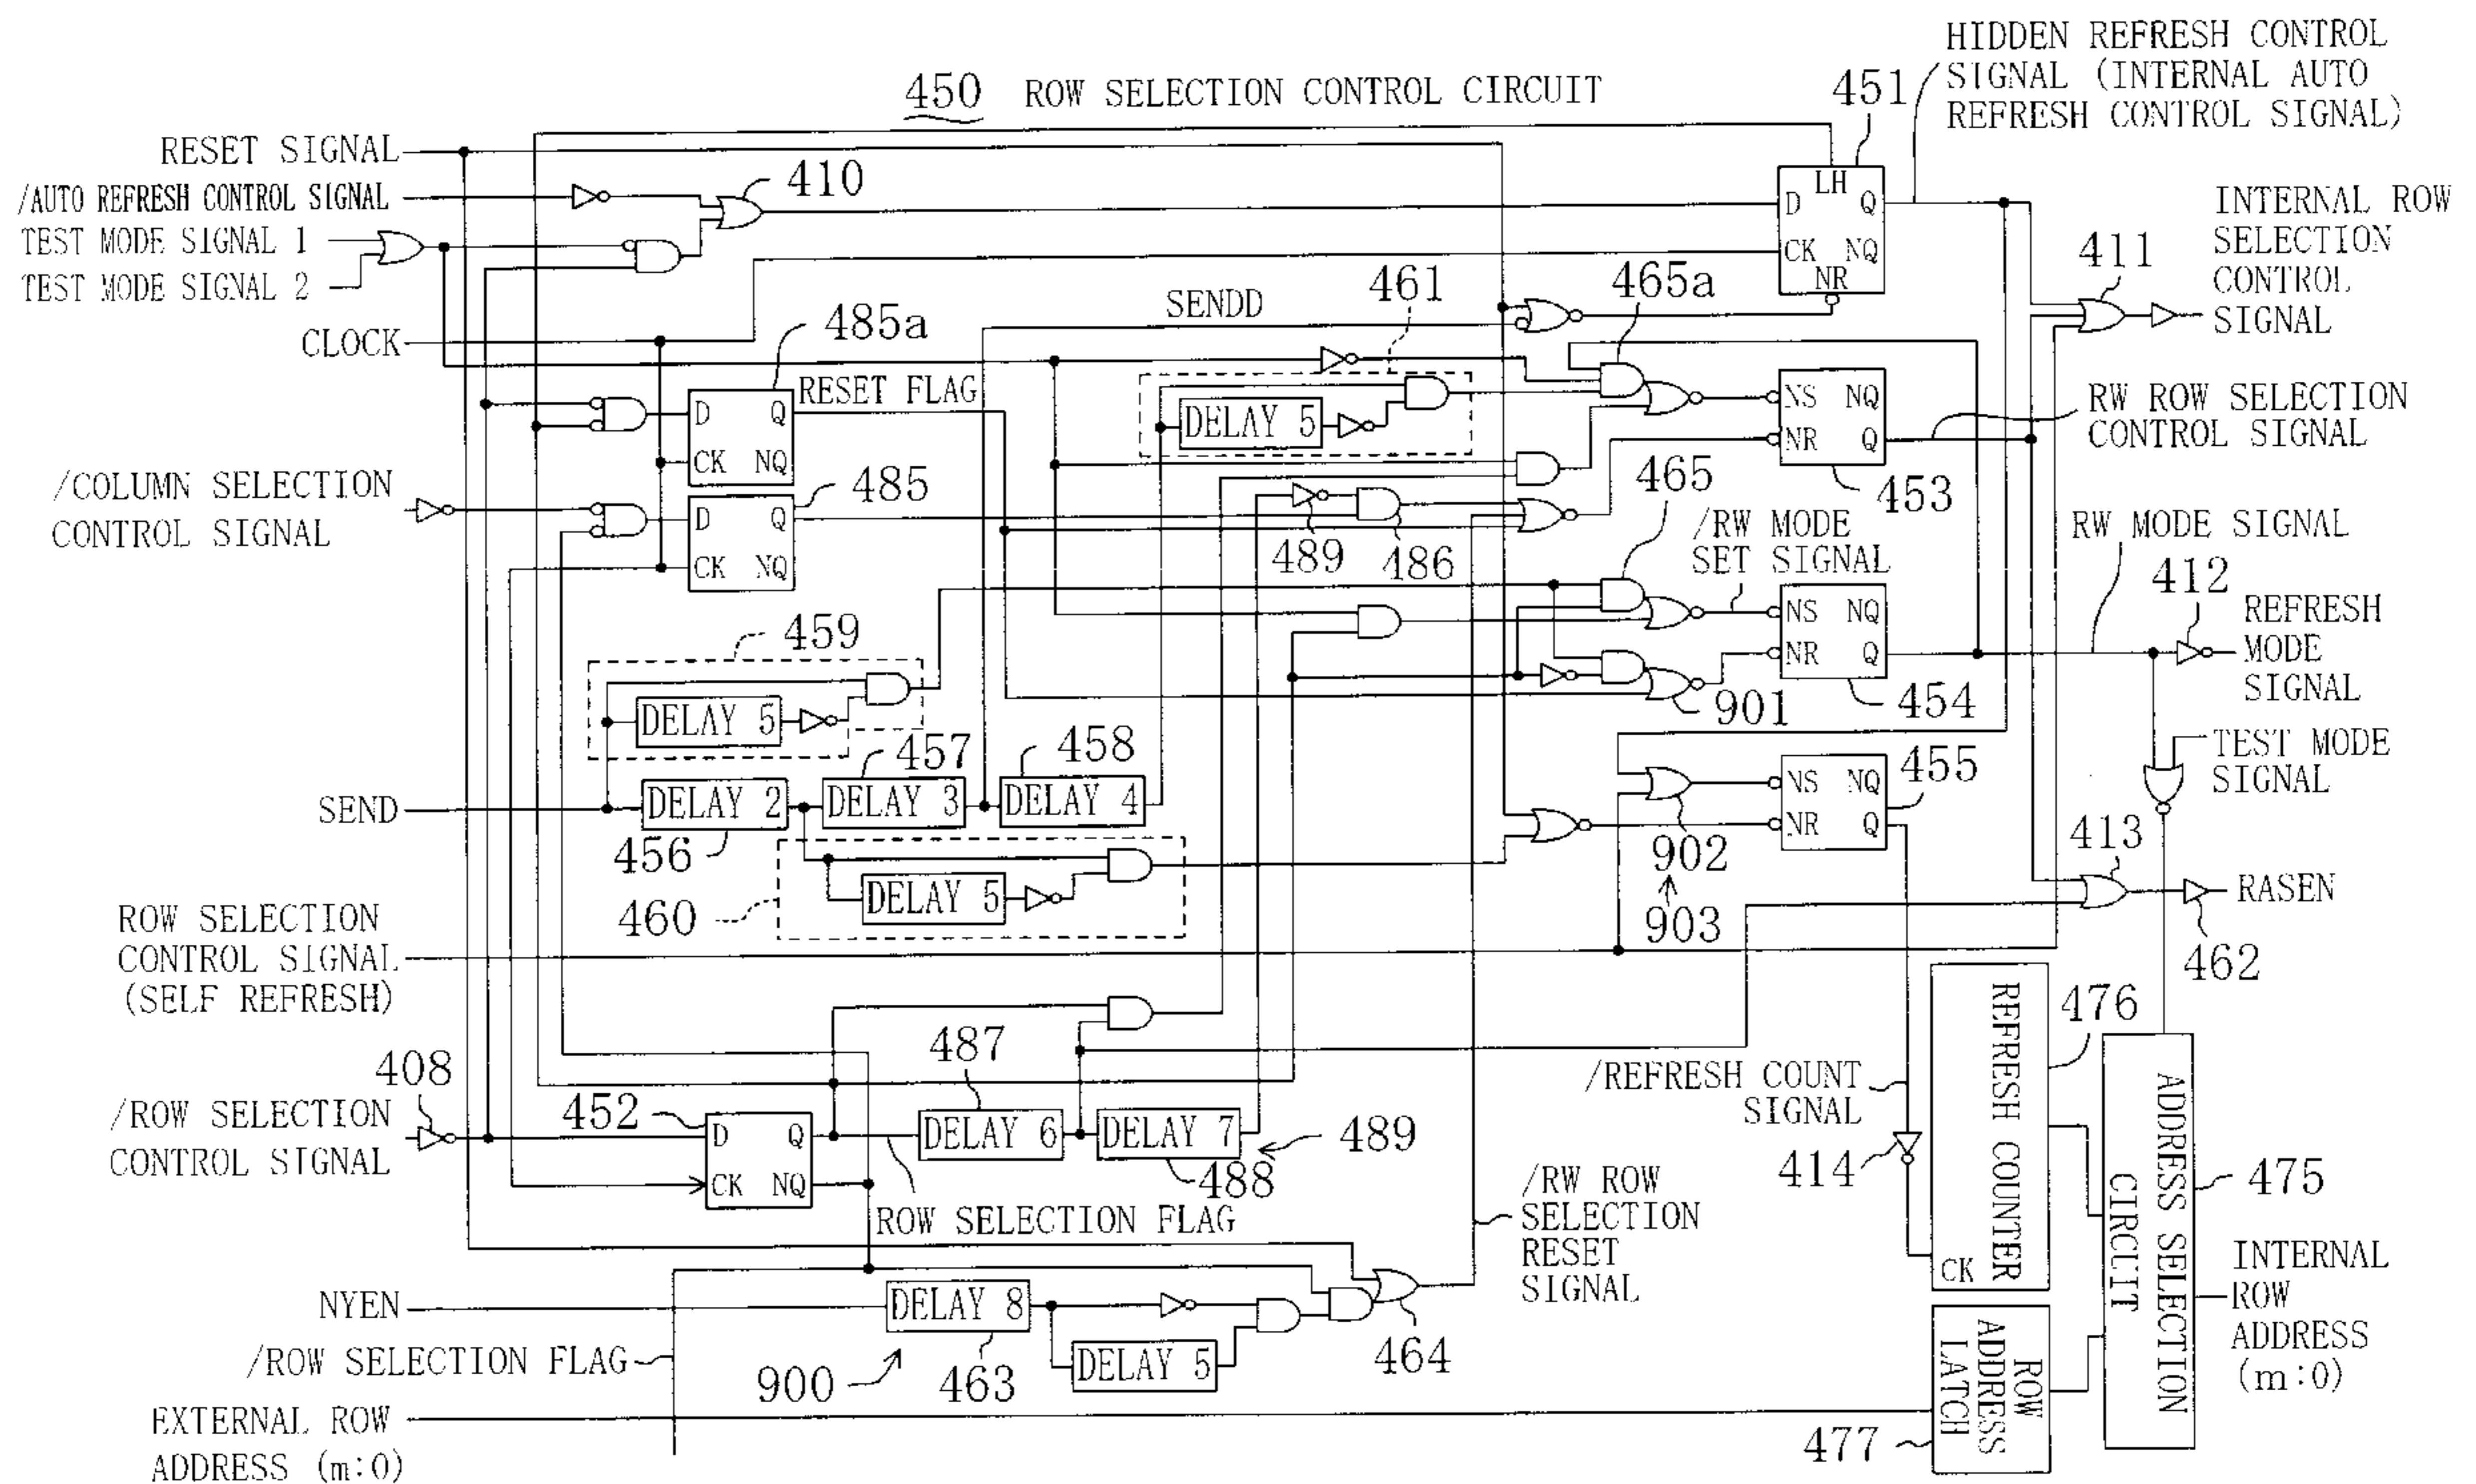 450 ROW SELECTION CONTROL CIRCUIT
HIDDEN REFRESH CONTROL
SIGNAL (INTERNAL AUTO
REFRESH CONTROL SIGNAL)
451
RESET SIGNAL
/AUTO REFRESH CONTROL SIGNAL
TEST MODE SIGNAL 1
TEST MODE SIGNAL 2
410
LH
D Q
CK NQ
NR
INTERNAL ROW
SELECTION
CONTROL
SIGNAL
411
CLOCK
485a
SENDD
461
465a
RESET FLAG
D Q
CK NQ
DELAY 5
NS NQ
NR Q
453
RW ROW SELECTION
CONTROL SIGNAL
/COLUMN SELECTION
CONTROL SIGNAL
485
D Q
CK NQ
489
486
465
/RW MODE
SET SIGNAL
RW MODE SIGNAL
412
REFRESH
MODE
SIGNAL
NS NQ
NR Q
454
901
459
DELAY 5
457
458
SEND
DELAY 2
DELAY 3
DELAY 4
456
NS NQ
NR Q
455
TEST MODE
SIGNAL
902
903
413
RASEN
462
460
DELAY 5
ROW SELECTION
CONTROL SIGNAL
(SELF REFRESH)
408
/ROW SELECTION
CONTROL SIGNAL
452
D Q
CK NQ
487
DELAY 6
DELAY 7
488
489
ROW SELECTION FLAG
/REFRESH COUNT
SIGNAL
414
REFRESH COUNTER
CK
476
ADDRESS SELECTION
CIRCUIT
475
/RW ROW
SELECTION
RESET
SIGNAL
INTERNAL
ROW
ADDRESS
(m:0)
NYEN
DELAY 8
463
DELAY 5
464
900
/ROW SELECTION FLAG
EXTERNAL ROW
ADDRESS (m:0)
ROW
ADDRESS
LATCH
477